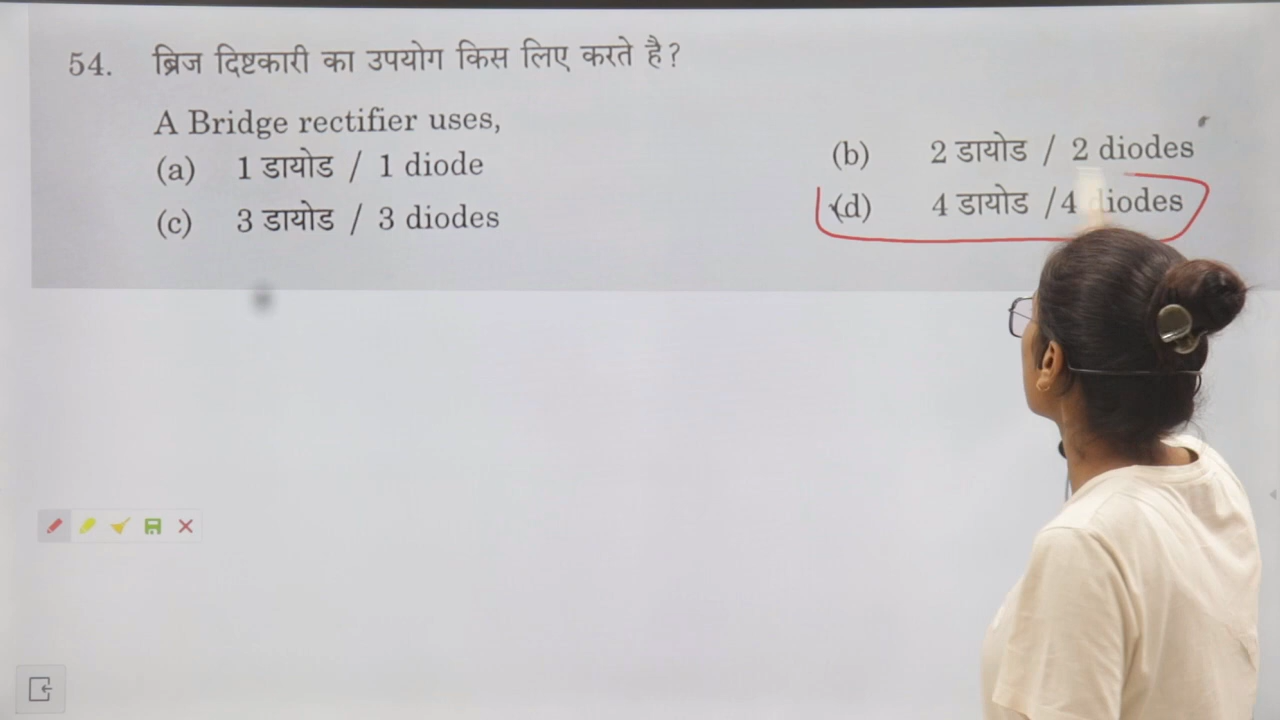 54. ब्रिज दिष्टकारी का उपयोग किस लिए करते है?
A Bridge rectifier uses,
(a) 1 डायोड / 1 diode
(b) 2 डायोड / 2 diodes
(c) 3 डायोड / 3 diodes
(d) 4 डायोड /4 diodes